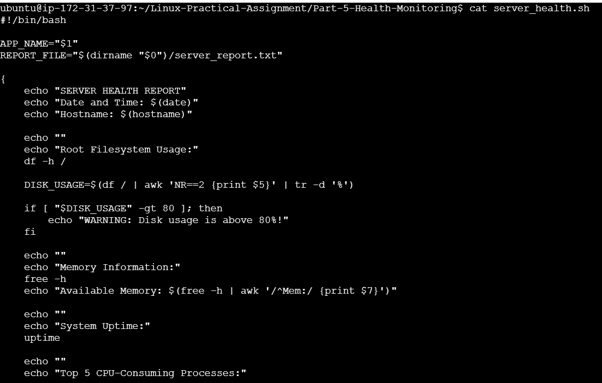 ubuntu@ip-172-31-37-97:~/Linux-Practical-Assignment/Part-5-Health-Monitoring$ cat server_health.sh
#!/bin/bash

APP_NAME="$1"
REPORT_FILE="$(dirname "$0")/server_report.txt"

{
    echo "SERVER HEALTH REPORT"
    echo "Date and Time: $(date)"
    echo "Hostname: $(hostname)"

    echo ""
    echo "Root Filesystem Usage:"
    df -h /

    DISK_USAGE=$(df / | awk 'NR==2 {print $5}' | tr -d '%')

    if [ "$DISK_USAGE" -gt 80 ]; then
        echo "WARNING: Disk usage is above 80%!"
    fi

    echo ""
    echo "Memory Information:"
    free -h
    echo "Available Memory: $(free -h | awk '/^Mem:/ {print $7}')"

    echo ""
    echo "System Uptime:"
    uptime

    echo ""
    echo "Top 5 CPU-Consuming Processes:"